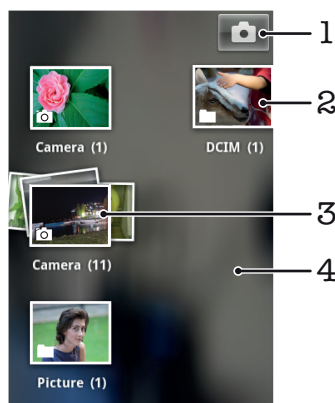 1
Camera (1)
DCIM (1)
2
3
Camera (11)
4
Picture (1)